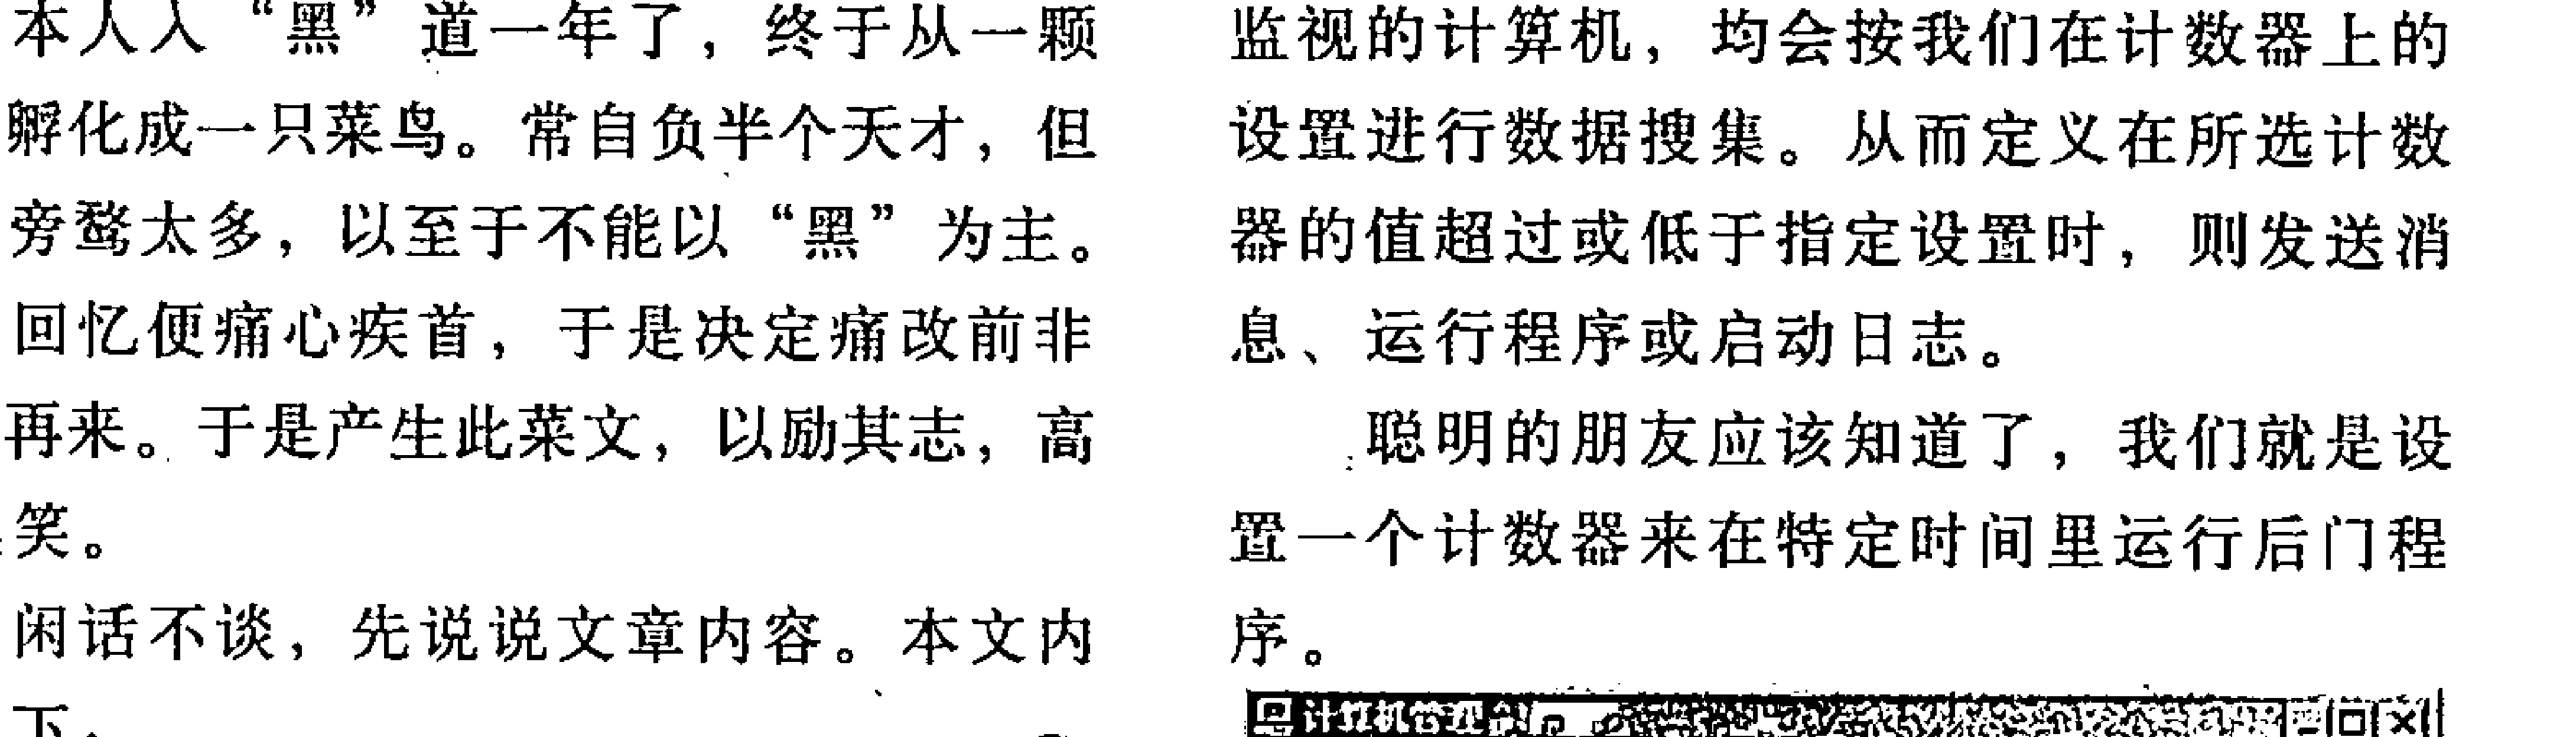 本人入“黑”道一年了，终于从一颗
孵化成一只菜鸟。常自负半个天才，但
旁骛太多，以至于不能以“黑”为主。
回忆便痛心疾首，于是决定痛改前非
再来。于是产生此菜文，以励其志，高
笑。
闲话不谈，先说说文章内容。本文内
下：
监视的计算机，均会按我们在计数器上的
设置进行数据搜集。从而定义在所选计数
器的值超过或低于指定设置时，则发送消
息、运行程序或启动日志。
聪明的朋友应该知道了，我们就是设
置一个计数器来在特定时间里运行后门程
序。
计算机管理